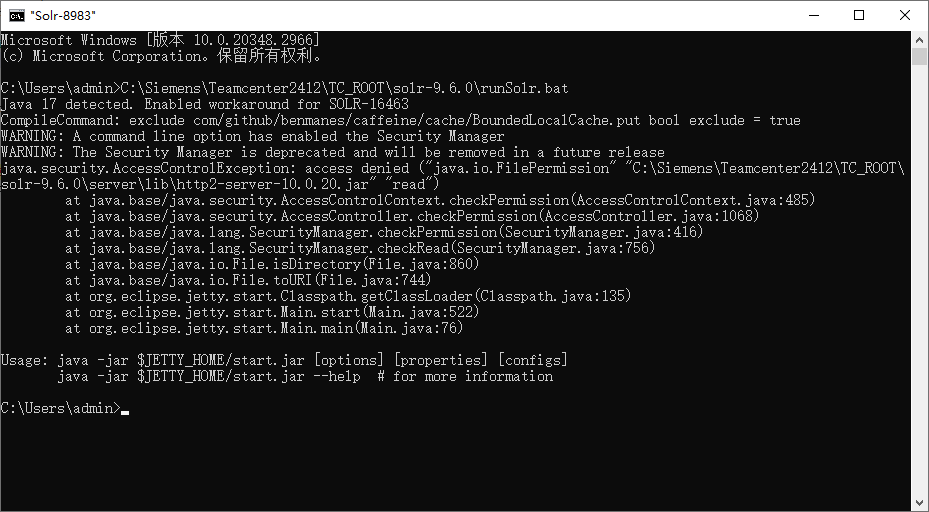 "Solr-8983"
Microsoft Windows [版本 10.0.20348.2966]
(c) Microsoft Corporation。保留所有权利。
C:\Users\admin>C:\Siemens\Teamcenter2412\TC_ROOT\solr-9.6.0\runSolr.bat
Java 17 detected. Enabled workaround for SOLR-16463
CompileCommand: exclude com/github/benmanes/caffeine/cache/BoundedLocalCache.put bool exclude = true
WARNING: A command line option has enabled the Security Manager
WARNING: The Security Manager is deprecated and will be removed in a future release
java.security.AccessControlException: access denied ("java.io.FilePermission" "C:\Siemens\Teamcenter2412\TC_ROOT\
solr-9.6.0\server\lib\http2-server-10.0.20.jar" "read")
at java.base/java.security.AccessControlContext.checkPermission(AccessControlContext.java:485)
at java.base/java.security.AccessController.checkPermission(AccessController.java:1068)
at java.base/java.lang.SecurityManager.checkPermission(SecurityManager.java:416)
at java.base/java.lang.SecurityManager.checkRead(SecurityManager.java:756)
at java.base/java.io.File.isDirectory(File.java:860)
at java.base/java.io.File.toURI(File.java:744)
at org.eclipse.jetty.start.Classpath.getClassLoader(Classpath.java:135)
at org.eclipse.jetty.start.Main.start(Main.java:522)
at org.eclipse.jetty.start.Main.main(Main.java:76)
Usage: java -jar $JETTY_HOME/start.jar [options] [properties] [configs]
java -jar $JETTY_HOME/start.jar --help  # for more information
C:\Users\admin>